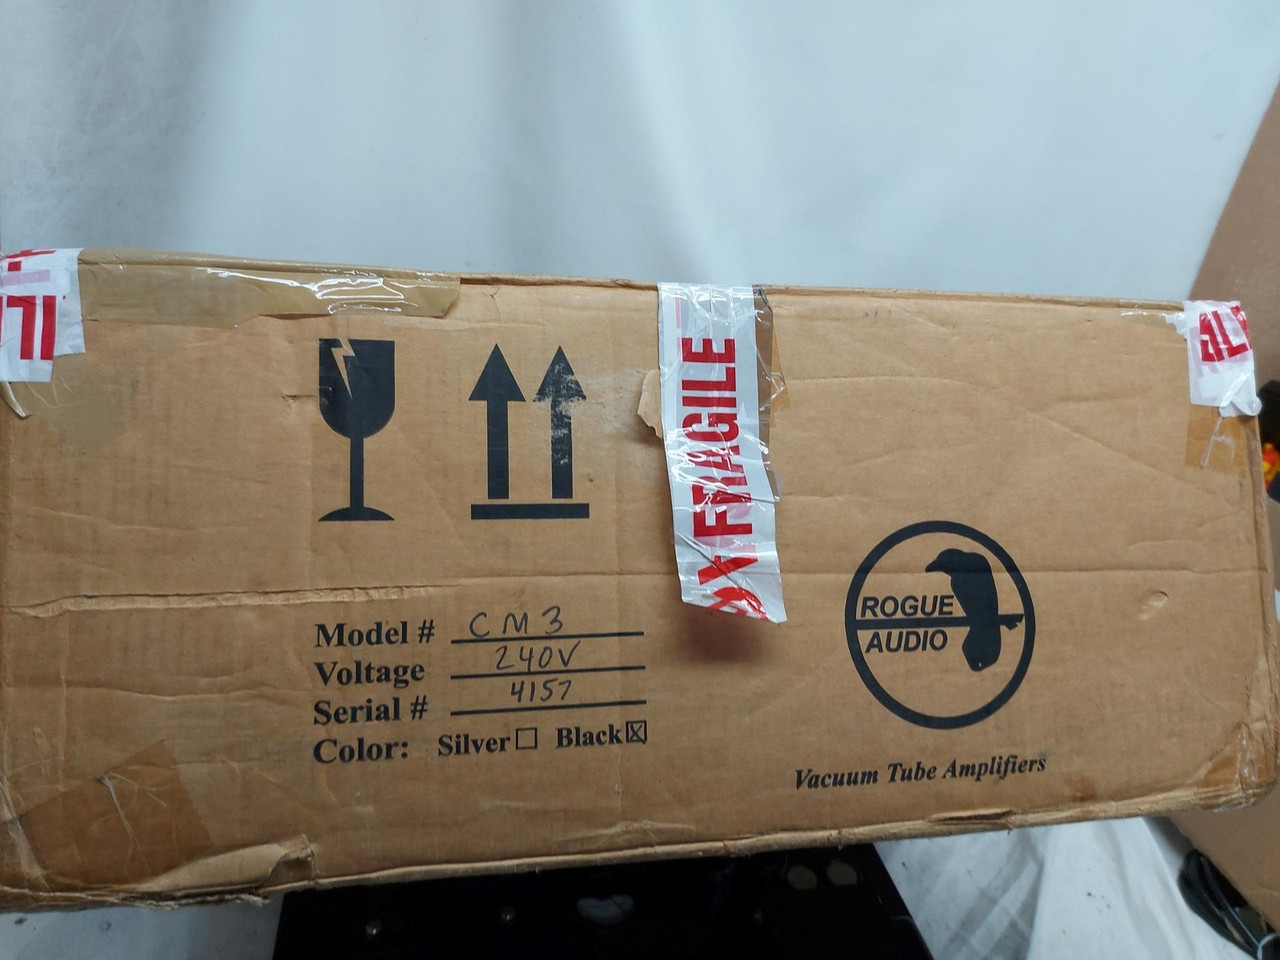 FRAGILE
Model # CM3
Voltage 240V
Serial # 4157
Color: Silver☐ Black☒
ROGUE
AUDIO
Vacuum Tube Amplifiers